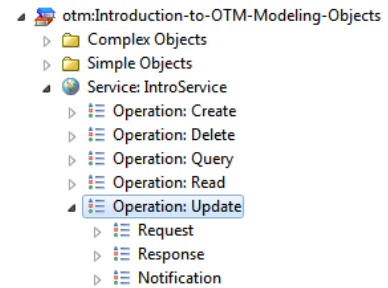 otm:Introduction-to-OTM-Modeling-Objects
Complex Objects
Simple Objects
Service: IntroService
Operation: Create
Operation: Delete
Operation: Query
Operation: Read
Operation: Update
Request
Response
Notification